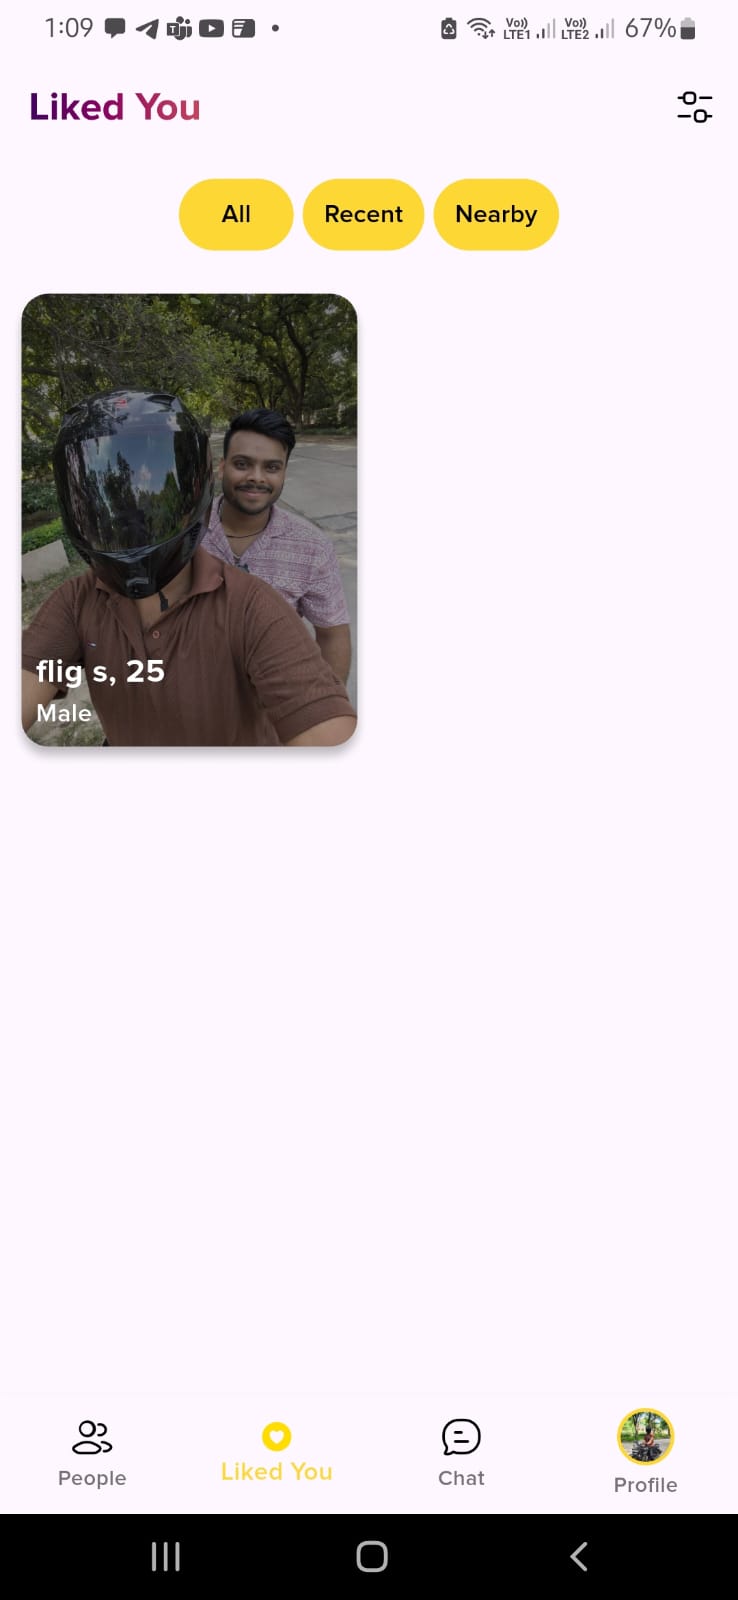 1:09 Vo)) LTE1 Vo)) LTE2 67%
Liked You
All Recent Nearby
flig s, 25
Male
People Liked You Chat Profile